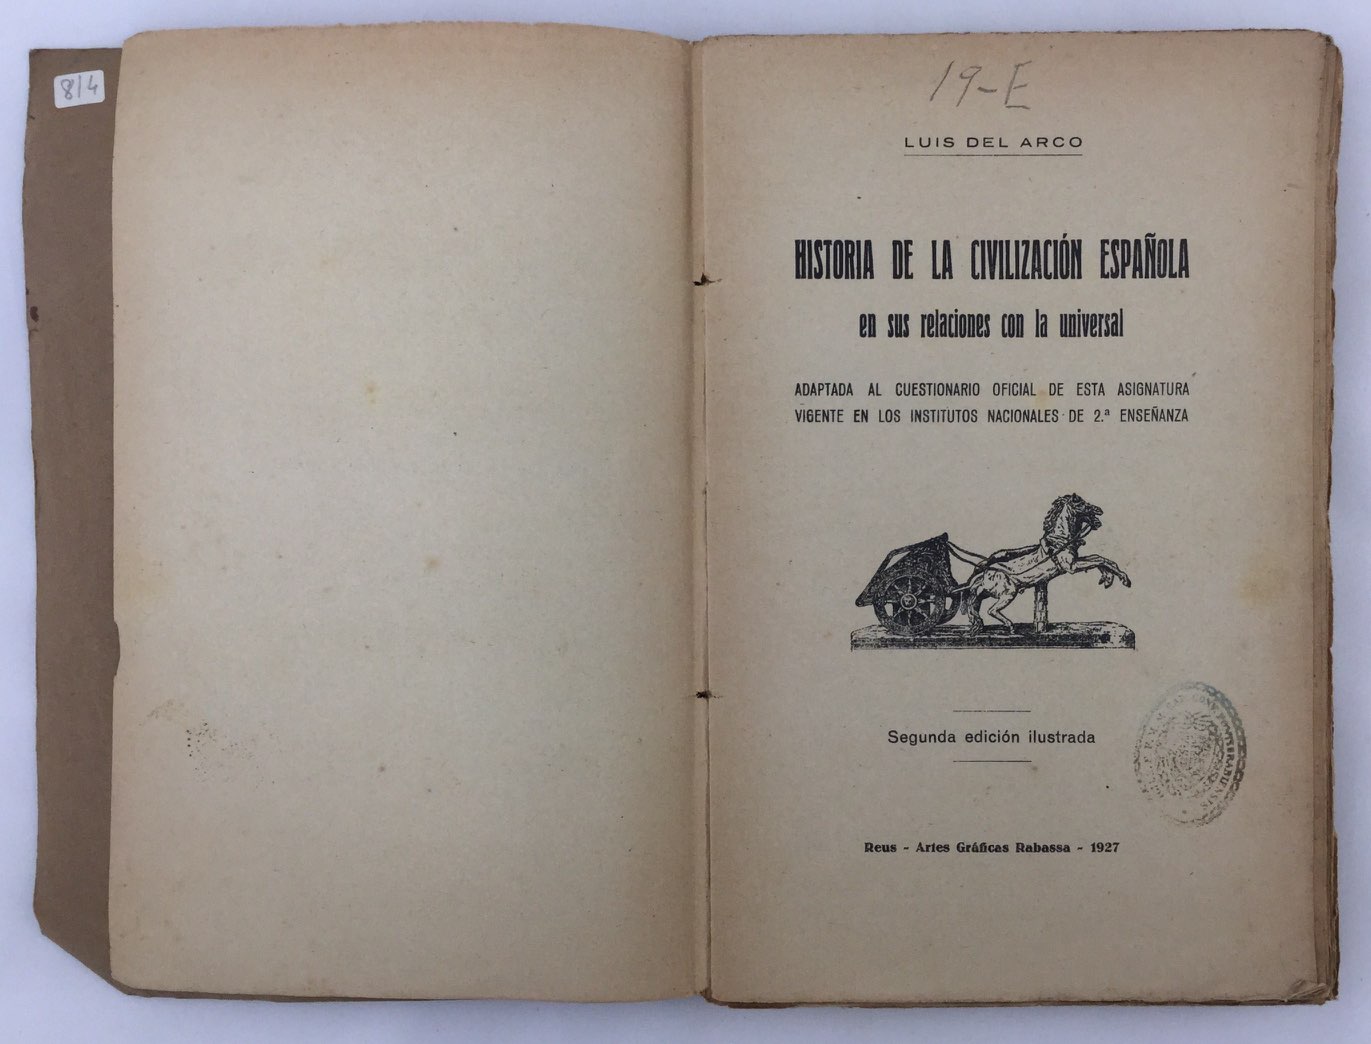 8/4
19-E
LUIS DEL ARCO
HISTORIA DE LA CIVILIZACIÓN ESPAÑOLA
en sus relaciones con la universal
ADAPTADA AL CUESTIONARIO OFICIAL DE ESTA ASIGNATURA
VIGENTE EN LOS INSTITUTOS NACIONALES DE 2.ª ENSEÑANZA
Segunda edición ilustrada
Reus - Artes Gráficas Rabassa - 1927